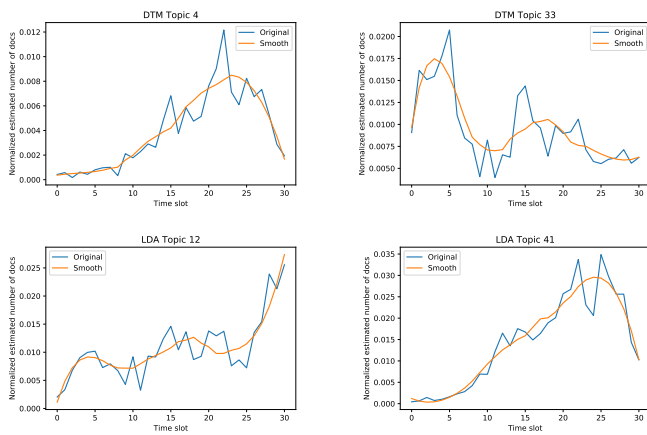 DTM Topic 4
Normalized estimated number of docs
0.012
0.010
0.008
0.006
0.004
0.002
0.000
Original
Smooth
0 5 10 15 20 25 30
Time slot
DTM Topic 33
Normalized estimated number of docs
0.0200
0.0175
0.0150
0.0125
0.0100
0.0075
0.0050
Original
Smooth
0 5 10 15 20 25 30
Time slot
LDA Topic 12
Normalized estimated number of docs
0.025
0.020
0.015
0.010
0.005
0.000
Original
Smooth
0 5 10 15 20 25 30
Time slot
LDA Topic 41
Normalized estimated number of docs
0.035
0.030
0.025
0.020
0.015
0.010
0.005
0.000
Original
Smooth
0 5 10 15 20 25 30
Time slot